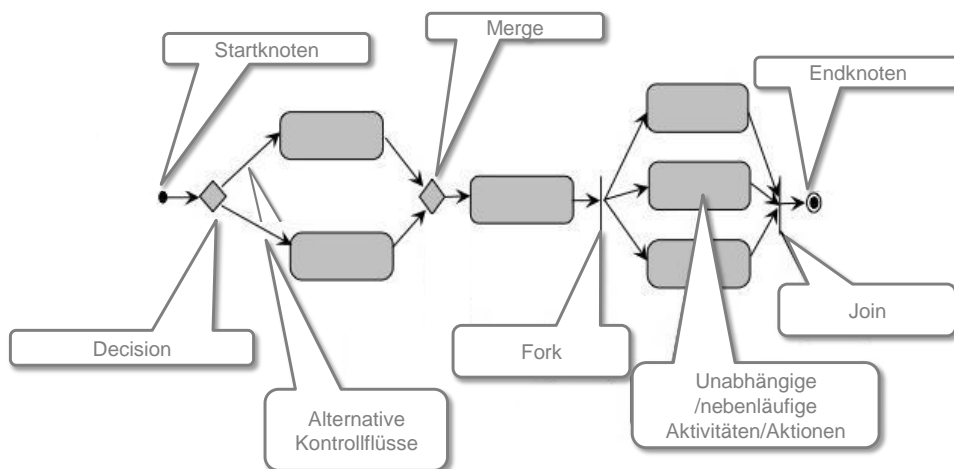 Startknoten
Merge
Endknoten
Decision
Alternative
Kontrollflüsse
Fork
Unabhängige
/nebenläufige
Aktivitäten/Aktionen
Join